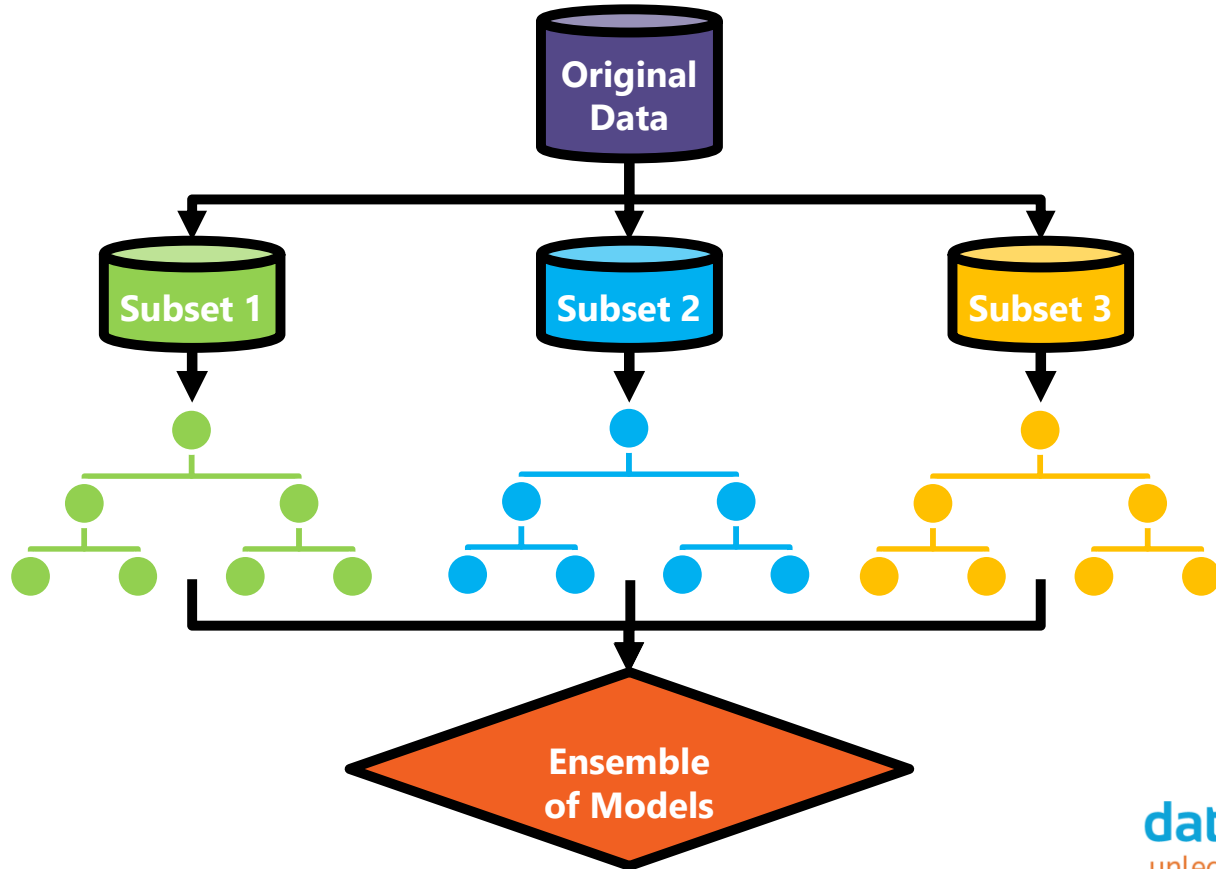 Original
Data
Subset 1
Subset 2
Subset 3
Ensemble
of Models